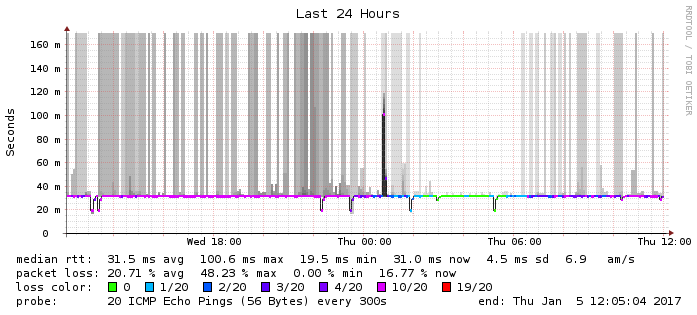 Last 24 Hours
RRDTOOL / TOBI OETIKER
Seconds
160 m
140 m
120 m
100 m
80 m
60 m
40 m
20 m
0
Wed 18:00 Thu 00:00 Thu 06:00 Thu 12:00
median rtt: 31.5 ms avg 100.6 ms max 19.5 ms min 31.0 ms now 4.5 ms sd 6.9 am/s
packet loss: 20.71 % avg 48.23 % max 0.00 % min 16.77 % now
loss color: 0 1/20 2/20 3/20 4/20 10/20 19/20
probe: 20 ICMP Echo Pings (56 Bytes) every 300s end: Thu Jan 5 12:05:04 2017